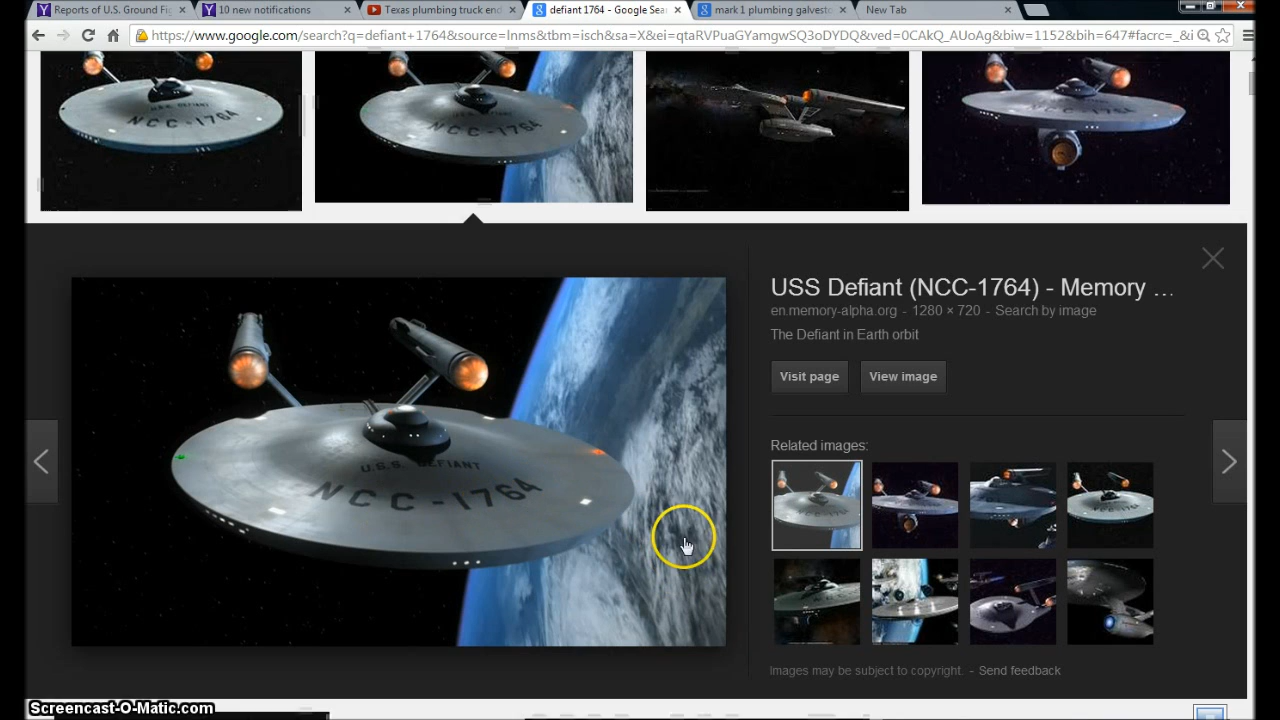 Reports of U.S. Ground Fig
10 new notifications
Texas plumbing truck end
defiant 1764 - Google Sea
mark 1 plumbing galvesto
New Tab
https://www.google.com/search?q=defiant+1764&source=lnms&tbm=isch&sa=X&ei=qtaRVPuaGYamgwSQ3oDYDQ&ved=0CAkQ_AUoAg&biw=1152&bih=647#facrc=_&i
NCC-1764
NCC-1764
USS Defiant (NCC-1764) - Memory ...
en.memory-alpha.org - 1280 × 720 - Search by image
The Defiant in Earth orbit
Visit page
View image
U.S.S. DEFIANT
NCC-1764
Related images:
Images may be subject to copyright. - Send feedback
Screencast-O-Matic.com